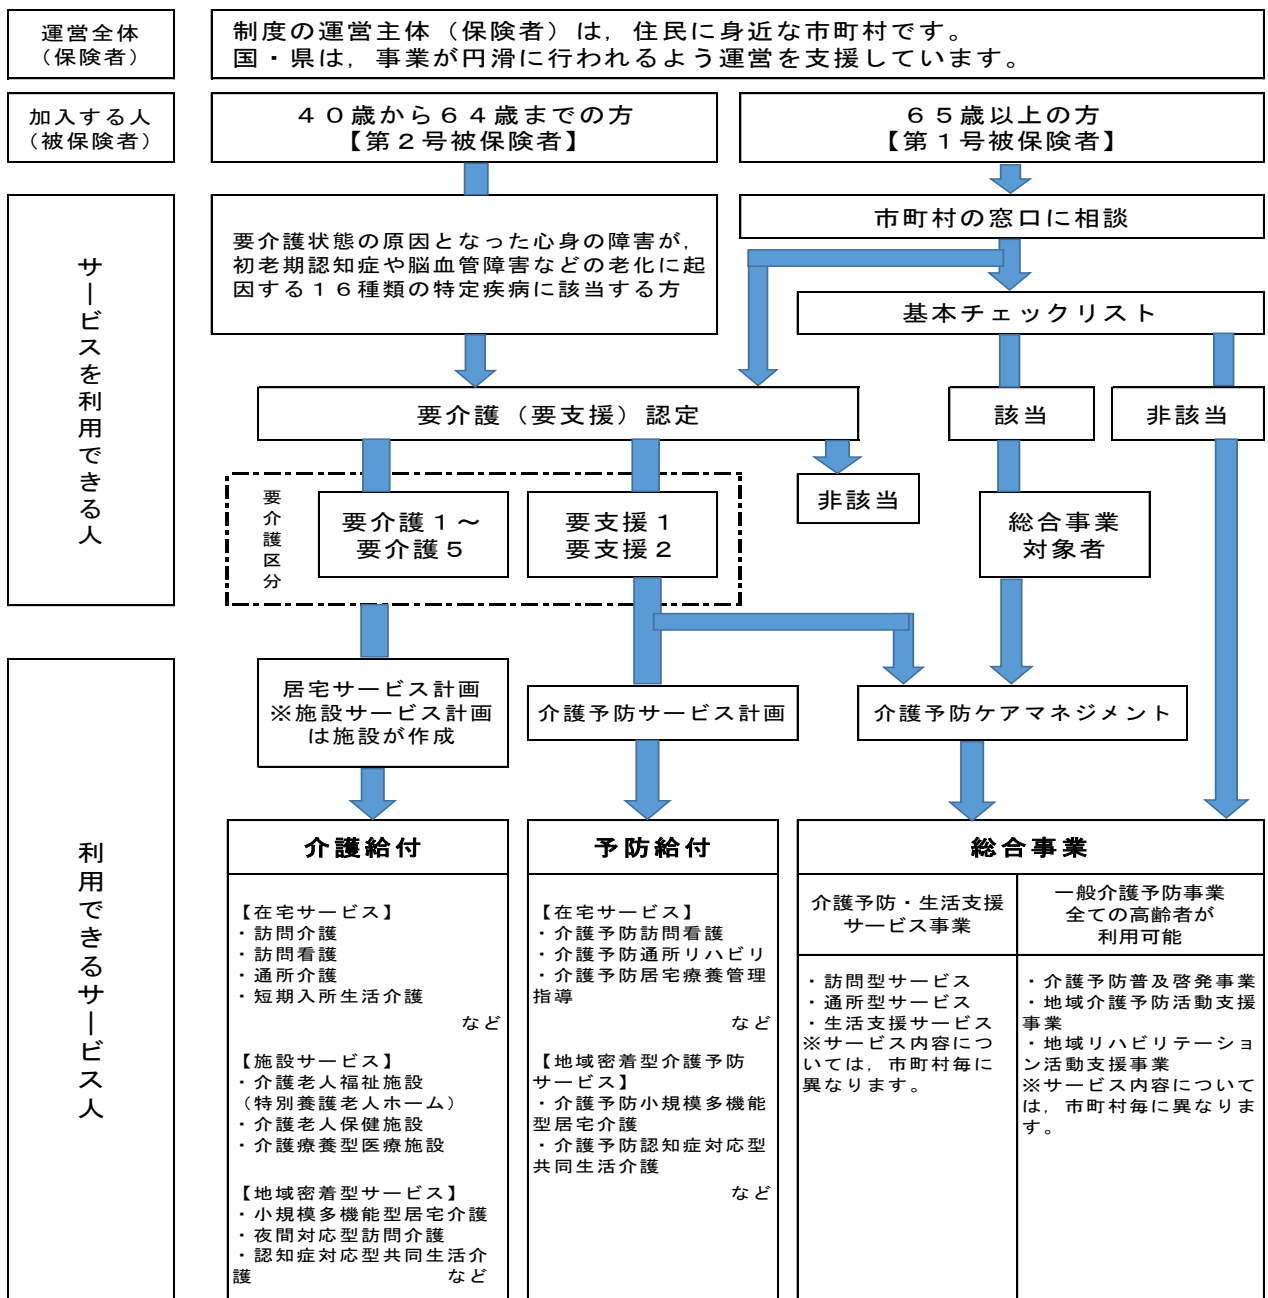 運営全体
（保険者）
制度の運営主体（保険者）は，住民に身近な市町村です。
国・県は，事業が円滑に行われるよう運営を支援しています。
加入する人
（被保険者）
４０歳から６４歳までの方
【第２号被保険者】
６５歳以上の方
【第１号被保険者】
サービスを利用できる人
市町村の窓口に相談
要介護状態の原因となった心身の障害が，
初老期認知症や脳血管障害などの老化に起
因する１６種類の特定疾病に該当する方
基本チェックリスト
要介護（要支援）認定
該当
非該当
非該当
要介護区分
要介護１～
要介護５
要支援１
要支援２
総合事業
対象者
利用できるサービス人
居宅サービス計画
※施設サービス計画
は施設が作成
介護予防サービス計画
介護予防ケアマネジメント
介護給付
【在宅サービス】
・訪問介護
・訪問看護
・通所介護
・短期入所生活介護
など
【施設サービス】
・介護老人福祉施設
（特別養護老人ホーム）
・介護老人保健施設
・介護療養型医療施設
【地域密着型サービス】
・小規模多機能型居宅介護
・夜間対応型訪問介護
・認知症対応型共同生活介
護 など
予防給付
【在宅サービス】
・介護予防訪問看護
・介護予防通所リハビリ
・介護予防居宅療養管理
指導
など
【地域密着型介護予防
サービス】
・介護予防小規模多機能
型居宅介護
・介護予防認知症対応型
共同生活介護
など
総合事業
介護予防・生活支援
サービス事業
・訪問型サービス
・通所型サービス
・生活支援サービス
※サービス内容につ
いては，市町村毎に
異なります。
一般介護予防事業
全ての高齢者が
利用可能
・介護予防普及啓発事業
・地域介護予防活動支援
事業
・地域リハビリテーショ
ン活動支援事業
※サービス内容について
は，市町村毎に異なりま
す。